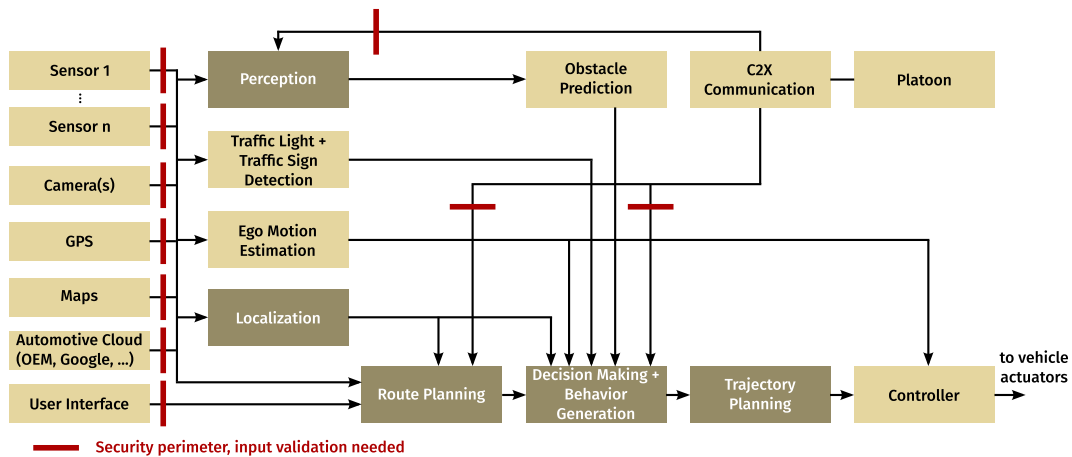 Sensor 1
⋮
Sensor n
Camera(s)
GPS
Maps
Automotive Cloud
(OEM, Google, ...)
User Interface
Perception
Traffic Light +
Traffic Sign
Detection
Ego Motion
Estimation
Localization
Obstacle
Prediction
C2X
Communication
Platoon
Route Planning
Decision Making +
Behavior
Generation
Trajectory
Planning
Controller
to vehicle
actuators
Security perimeter, input validation needed